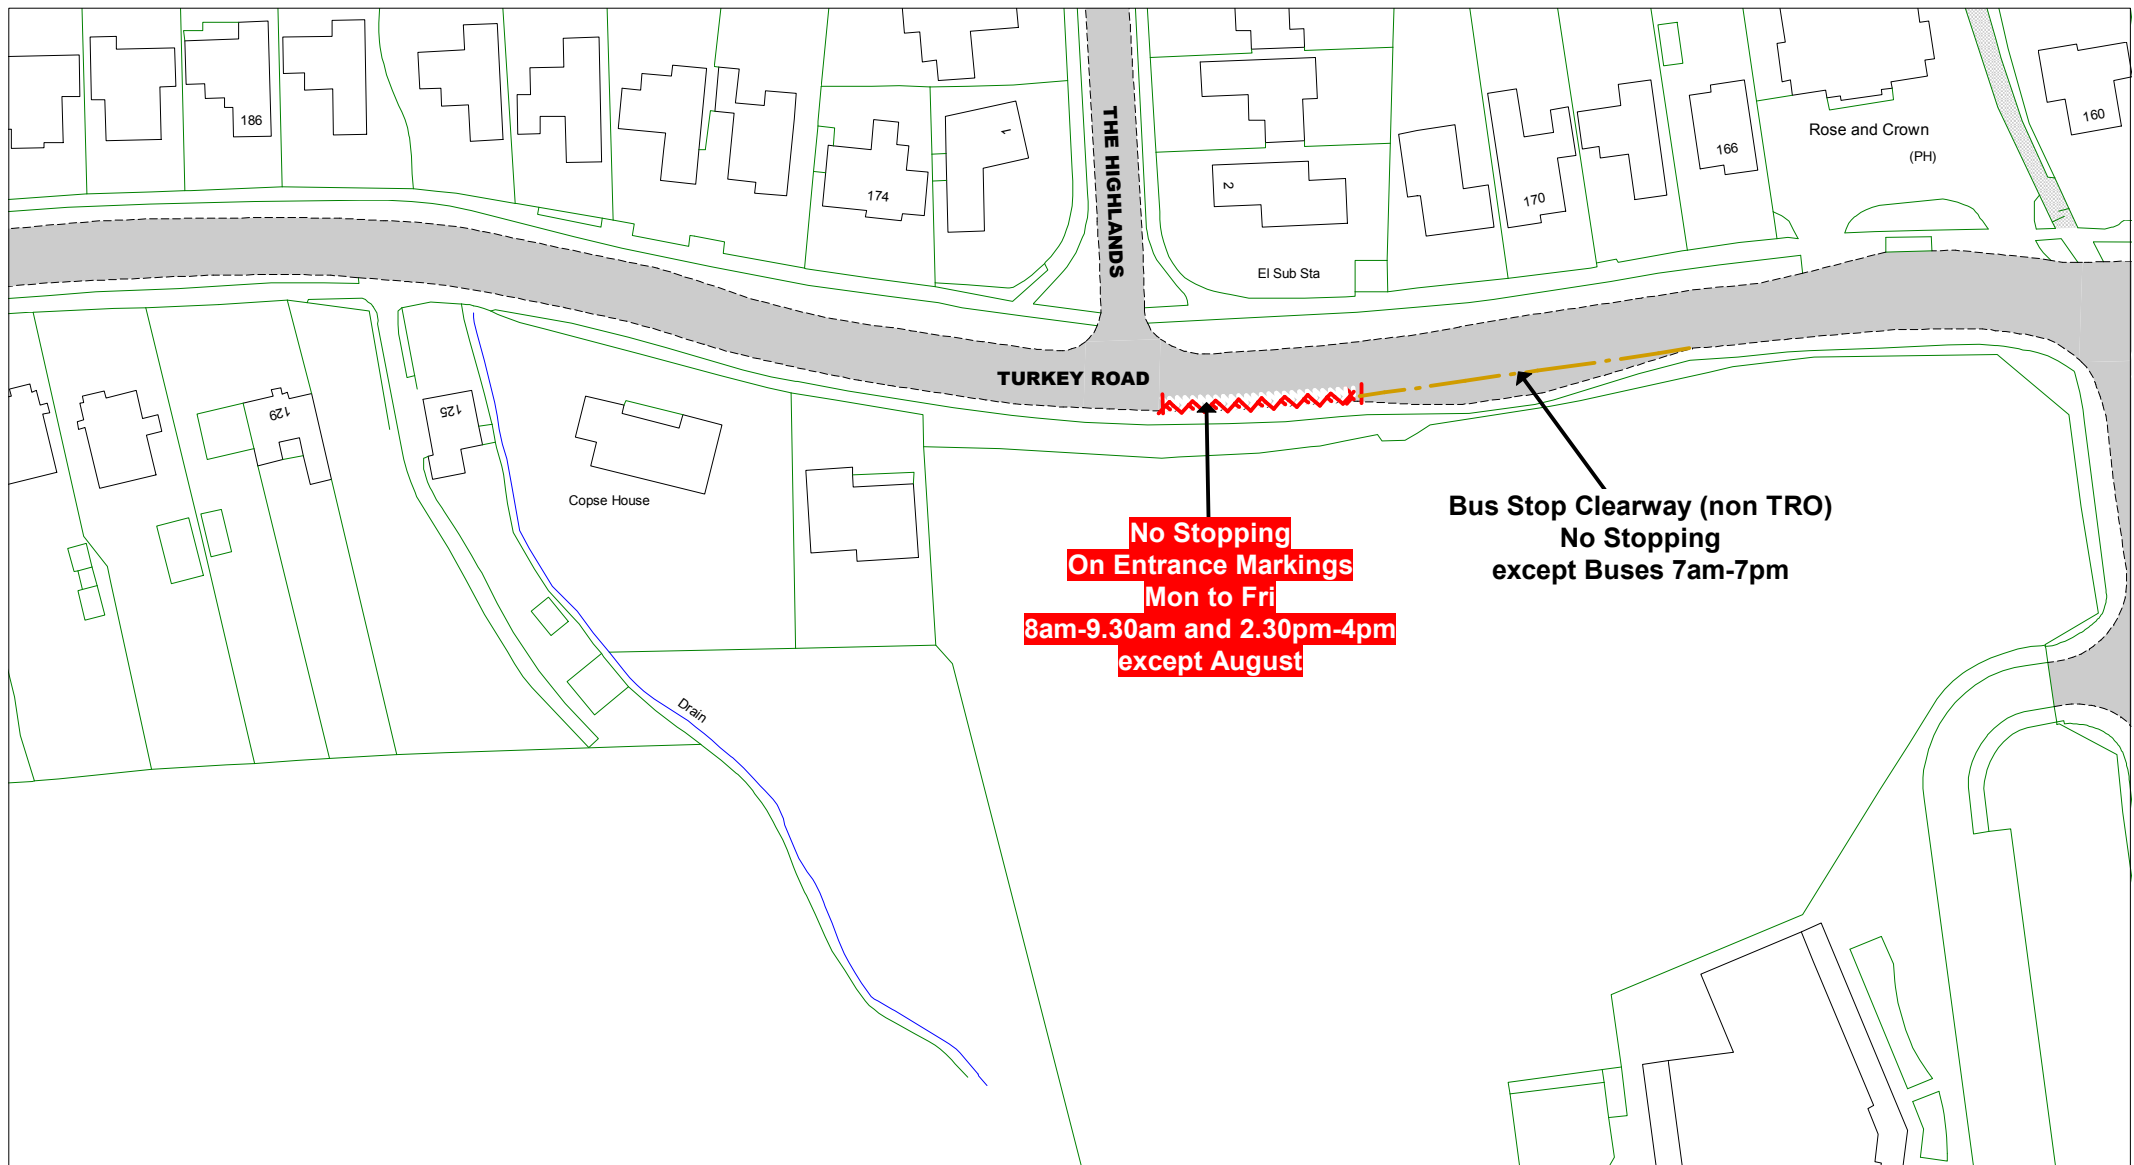 186
174
1
THE HIGHLANDS
2
170
166
Rose and Crown
(PH)
160
El Sub Sta
TURKEY ROAD
129
125
Copse House
Drain
No Stopping
On Entrance Markings
Mon to Fri
8am-9.30am and 2.30pm-4pm
except August
Bus Stop Clearway (non TRO)
No Stopping
except Buses 7am-7pm